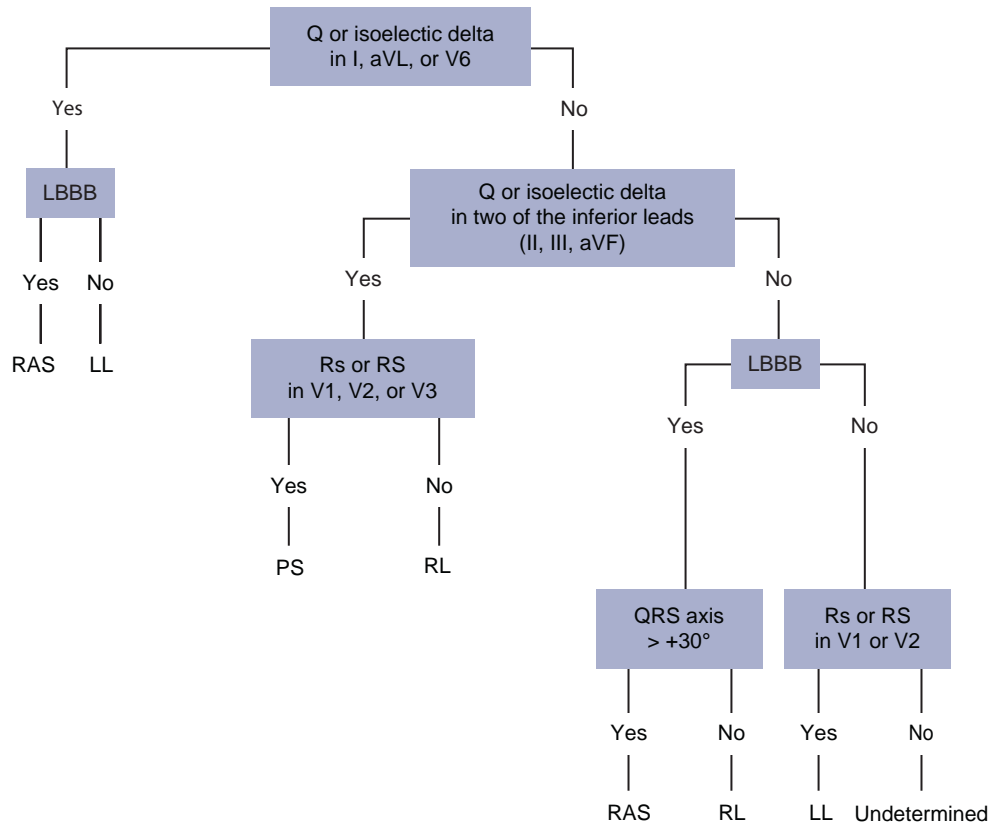 Q or isoelectic delta
in I, aVL, or V6
Yes
No
LBBB
Q or isoelectic delta
in two of the inferior leads
(II, III, aVF)
Yes
No
Yes
No
RAS
LL
Rs or RS
in V1, V2, or V3
LBBB
Yes
No
Yes
No
PS
RL
QRS axis
> +30°
Rs or RS
in V1 or V2
Yes
No
Yes
No
RAS
RL
LL
Undetermined